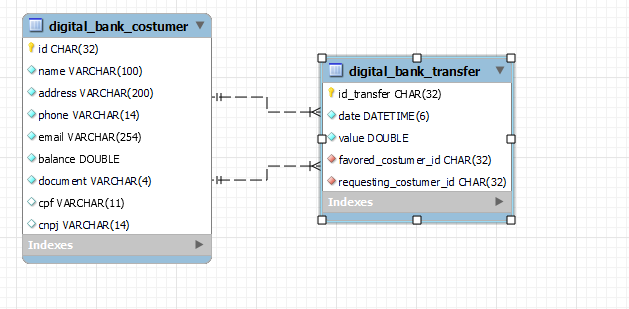 digital_bank_costumer
id CHAR(32)
name VARCHAR(100)
address VARCHAR(200)
phone VARCHAR(14)
email VARCHAR(254)
balance DOUBLE
document VARCHAR(4)
cpf VARCHAR(11)
cnpj VARCHAR(14)
Indexes
digital_bank_transfer
id_transfer CHAR(32)
date DATETIME(6)
value DOUBLE
favored_costumer_id CHAR(32)
requesting_costumer_id CHAR(32)
Indexes